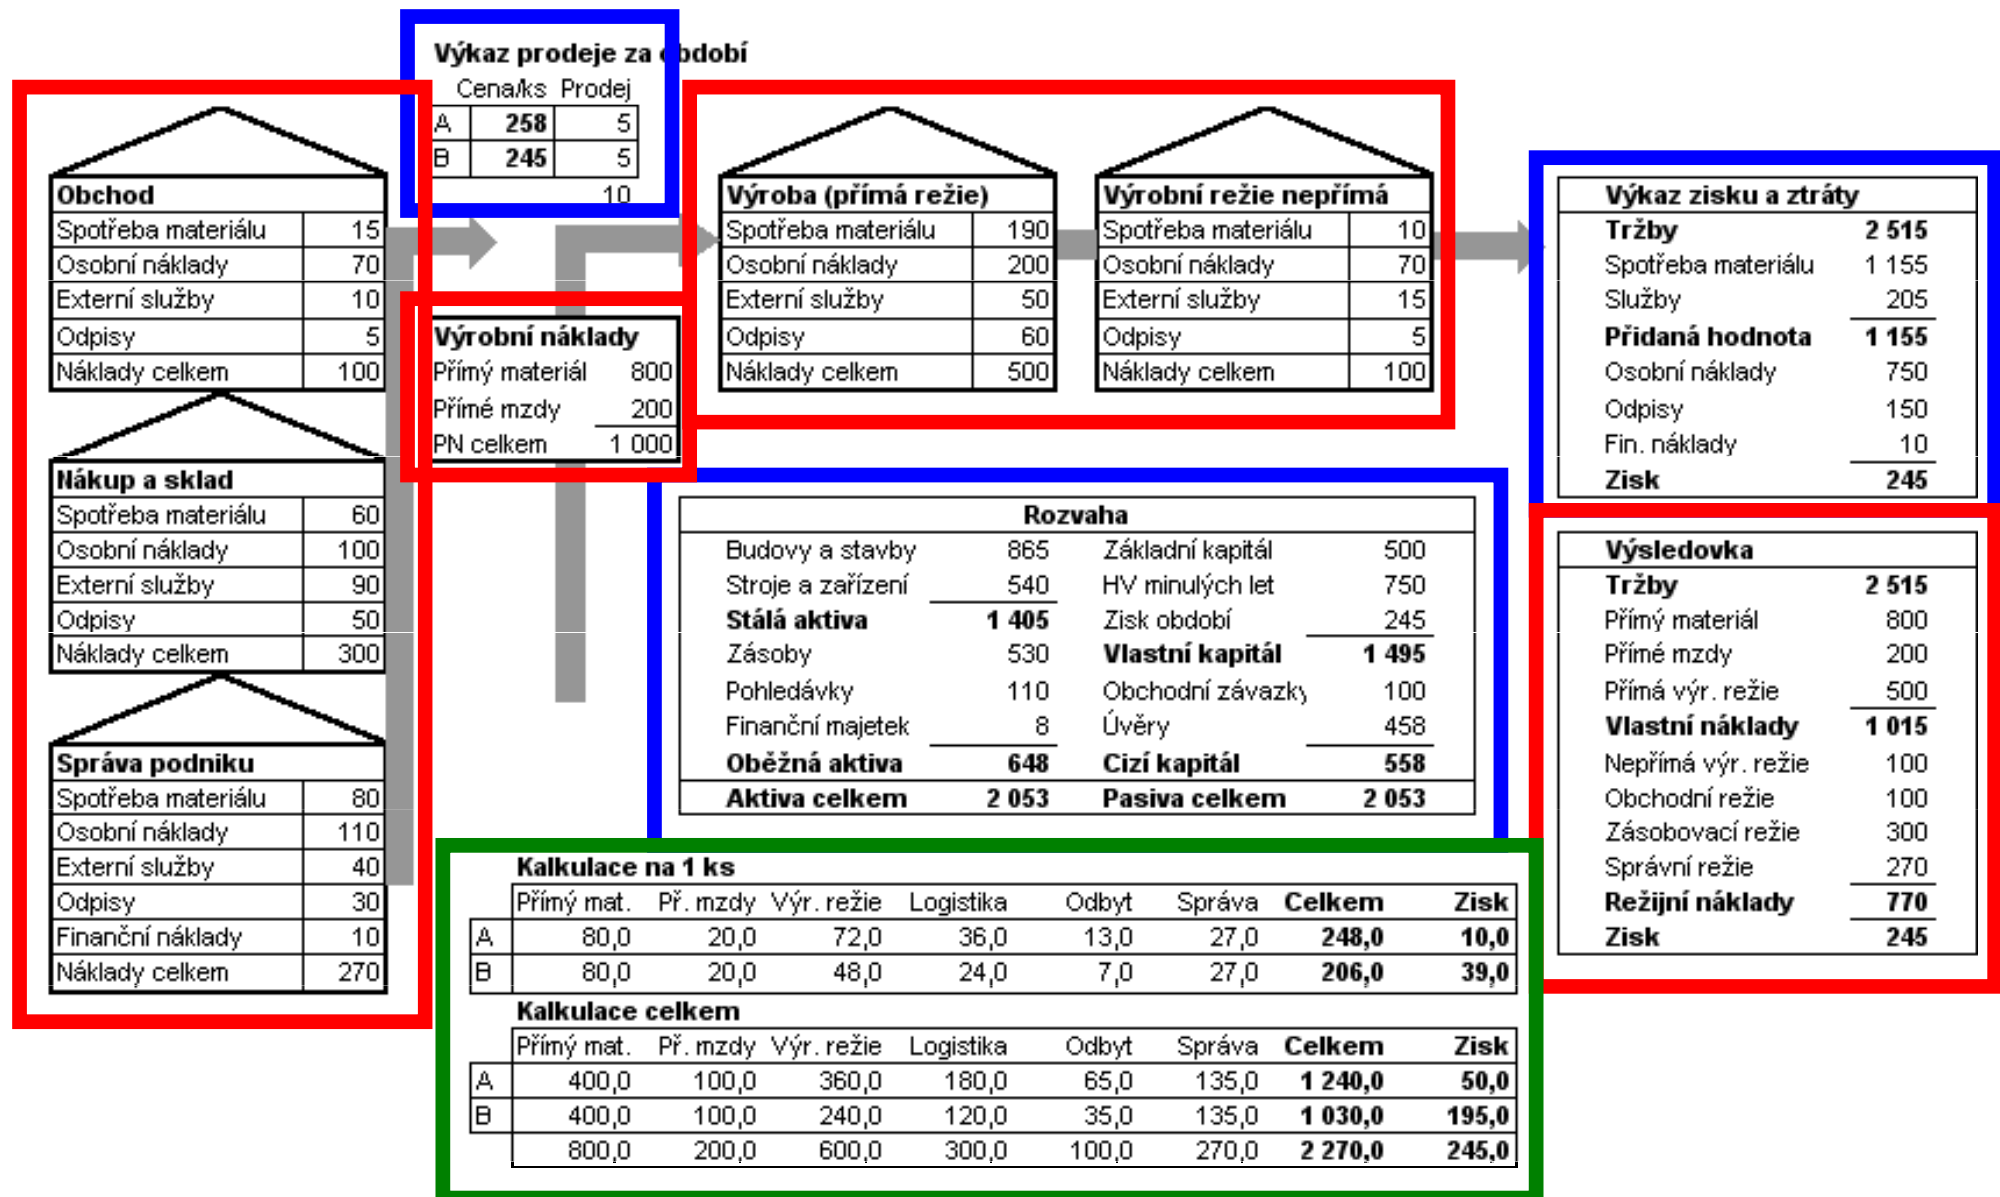 Výkaz prodeje za období
Cena/ks Prodej
A 258 5
B 245 5
10
Obchod
Spotřeba materiálu 15
Osobní náklady 70
Externí služby 10
Odpisy 5
Náklady celkem 100
Nákup a sklad
Spotřeba materiálu 60
Osobní náklady 100
Externí služby 90
Odpisy 50
Náklady celkem 300
Správa podniku
Spotřeba materiálu 80
Osobní náklady 110
Externí služby 40
Odpisy 30
Finanční náklady 10
Náklady celkem 270
Výrobní náklady
Přímý materiál 800
Přímé mzdy 200
PN celkem 1 000
Výroba (přímá režie)
Spotřeba materiálu 190
Osobní náklady 200
Externí služby 50
Odpisy 60
Náklady celkem 500
Výrobní režie nepřímá
Spotřeba materiálu 10
Osobní náklady 70
Externí služby 15
Odpisy 5
Náklady celkem 100
Výkaz zisku a ztráty
Tržby 2 515
Spotřeba materiálu 1 155
Služby 205
Přidaná hodnota 1 155
Osobní náklady 750
Odpisy 150
Fin. náklady 10
Zisk 245
Rozvaha
Budovy a stavby 865 Základní kapitál 500
Stroje a zařízení 540 HV minulých let 750
Stálá aktiva 1 405 Zisk období 245
Zásoby 530 Vlastní kapitál 1 495
Pohledávky 110 Obchodní závazky 100
Finanční majetek 8 Úvěry 458
Oběžná aktiva 648 Cizí kapitál 558
Aktiva celkem 2 053 Pasiva celkem 2 053
Výsledovka
Tržby 2 515
Přímý materiál 800
Přímé mzdy 200
Přímá výr. režie 500
Vlastní náklady 1 015
Nepřímá výr. režie 100
Obchodní režie 100
Zásobovací režie 300
Správní režie 270
Režijní náklady 770
Zisk 245
Kalkulace na 1 ks
Přímý mat. Př. mzdy Výr. režie Logistika Odbyt Správa Celkem Zisk
A 80,0 20,0 72,0 36,0 13,0 27,0 248,0 10,0
B 80,0 20,0 48,0 24,0 7,0 27,0 206,0 39,0
Kalkulace celkem
Přímý mat. Př. mzdy Výr. režie Logistika Odbyt Správa Celkem Zisk
A 400,0 100,0 360,0 180,0 65,0 135,0 1 240,0 50,0
B 400,0 100,0 240,0 120,0 35,0 135,0 1 030,0 195,0
800,0 200,0 600,0 300,0 100,0 270,0 2 270,0 245,0